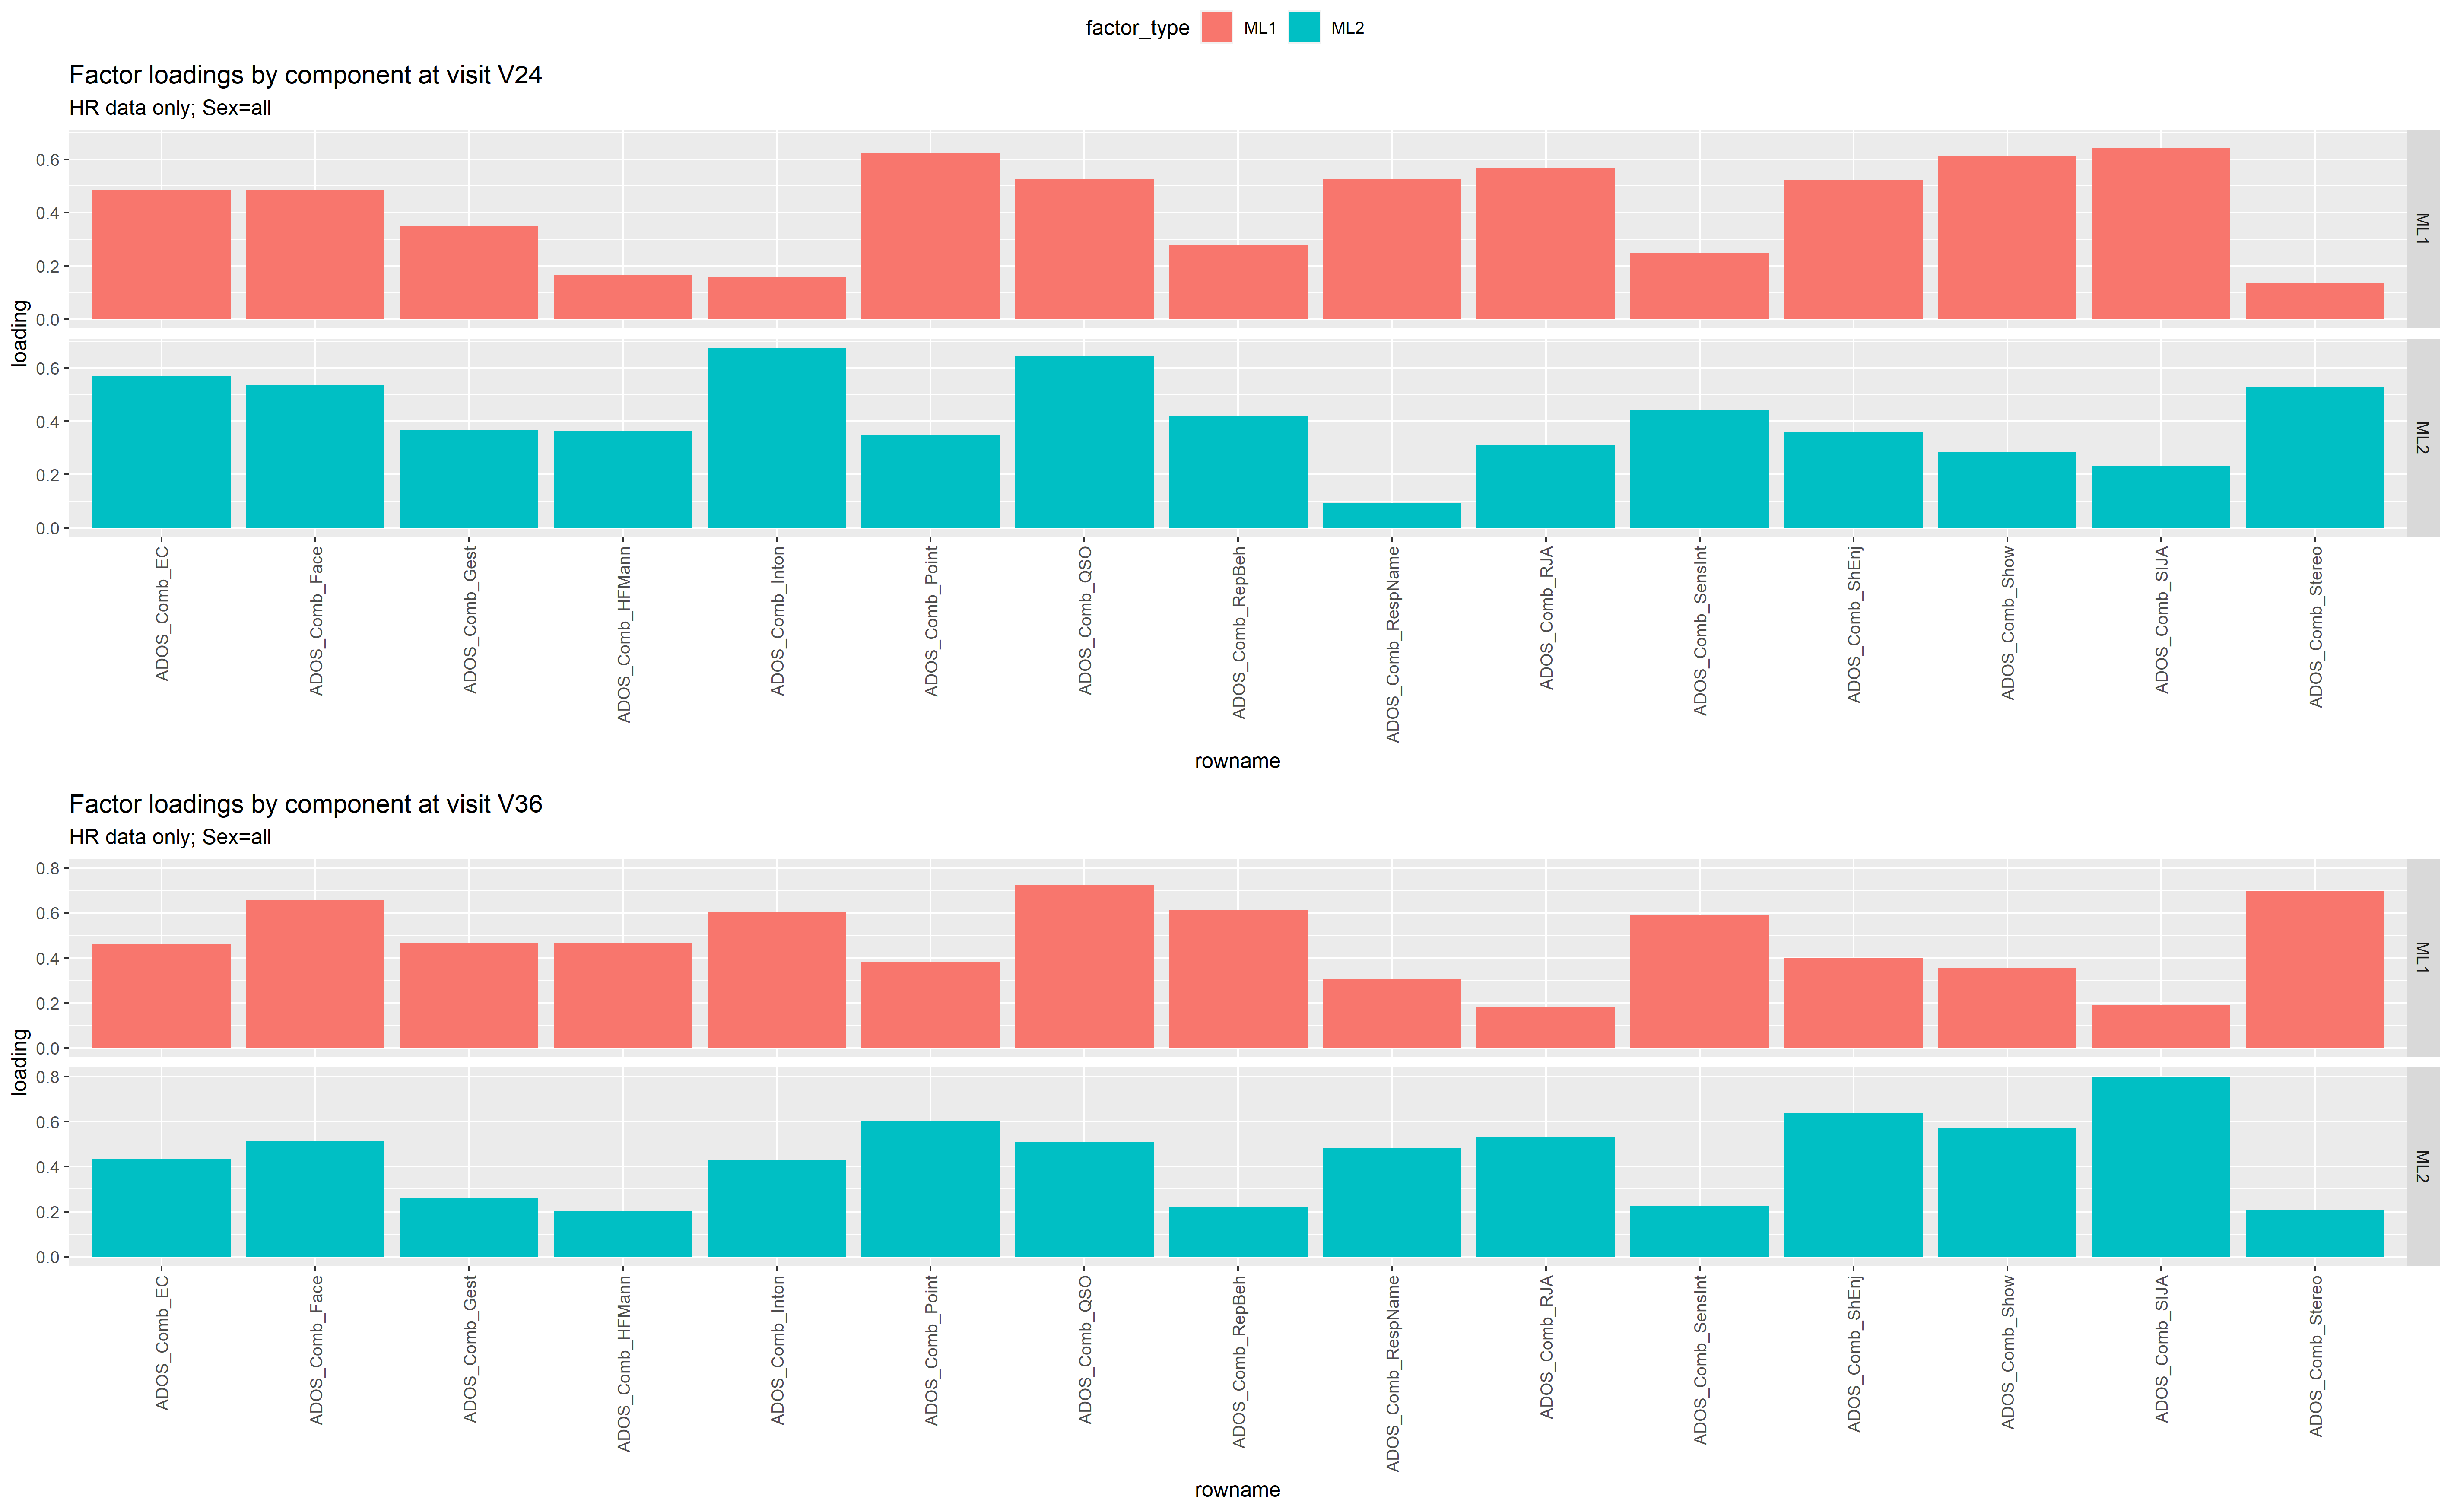 factor_type ML1 ML2
Factor loadings by component at visit V24
HR data only; Sex=all
loading
0.6
0.4
0.2
0.0
ML1
0.6
0.4
0.2
0.0
ML2
ADOS_Comb_EC
ADOS_Comb_Face
ADOS_Comb_Gest
ADOS_Comb_HFMann
ADOS_Comb_Inton
ADOS_Comb_Point
ADOS_Comb_QSO
ADOS_Comb_RepBeh
ADOS_Comb_RespName
ADOS_Comb_RJA
ADOS_Comb_SensInt
ADOS_Comb_ShEnj
ADOS_Comb_Show
ADOS_Comb_SIJA
ADOS_Comb_Stereo
rowname
Factor loadings by component at visit V36
HR data only; Sex=all
loading
0.8
0.6
0.4
0.2
0.0
ML1
0.8
0.6
0.4
0.2
0.0
ML2
ADOS_Comb_EC
ADOS_Comb_Face
ADOS_Comb_Gest
ADOS_Comb_HFMann
ADOS_Comb_Inton
ADOS_Comb_Point
ADOS_Comb_QSO
ADOS_Comb_RepBeh
ADOS_Comb_RespName
ADOS_Comb_RJA
ADOS_Comb_SensInt
ADOS_Comb_ShEnj
ADOS_Comb_Show
ADOS_Comb_SIJA
ADOS_Comb_Stereo
rowname